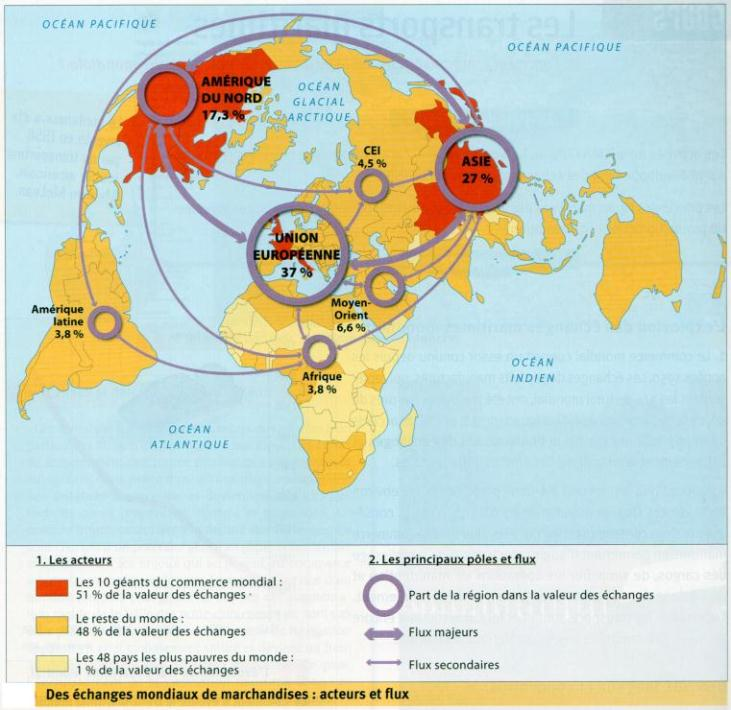 OCÉAN PACIFIQUE
OCÉAN PACIFIQUE
AMÉRIQUE
DU NORD
17,3 %
OCÉAN
GLACIAL
ARCTIQUE
CEI
4,5 %
ASIE
27 %
UNION
EUROPÉENNE
37 %
Moyen-
Orient
6,6 %
Amérique
latine
3,8 %
Afrique
3,8 %
OCÉAN
INDIEN
OCÉAN
ATLANTIQUE
1. Les acteurs
Les 10 géants du commerce mondial :
51 % de la valeur des échanges
Le reste du monde :
48 % de la valeur des échanges
Les 48 pays les plus pauvres du monde :
1 % de la valeur des échanges
2. Les principaux pôles et flux
Part de la région dans la valeur des échanges
Flux majeurs
Flux secondaires
Des échanges mondiaux de marchandises : acteurs et flux